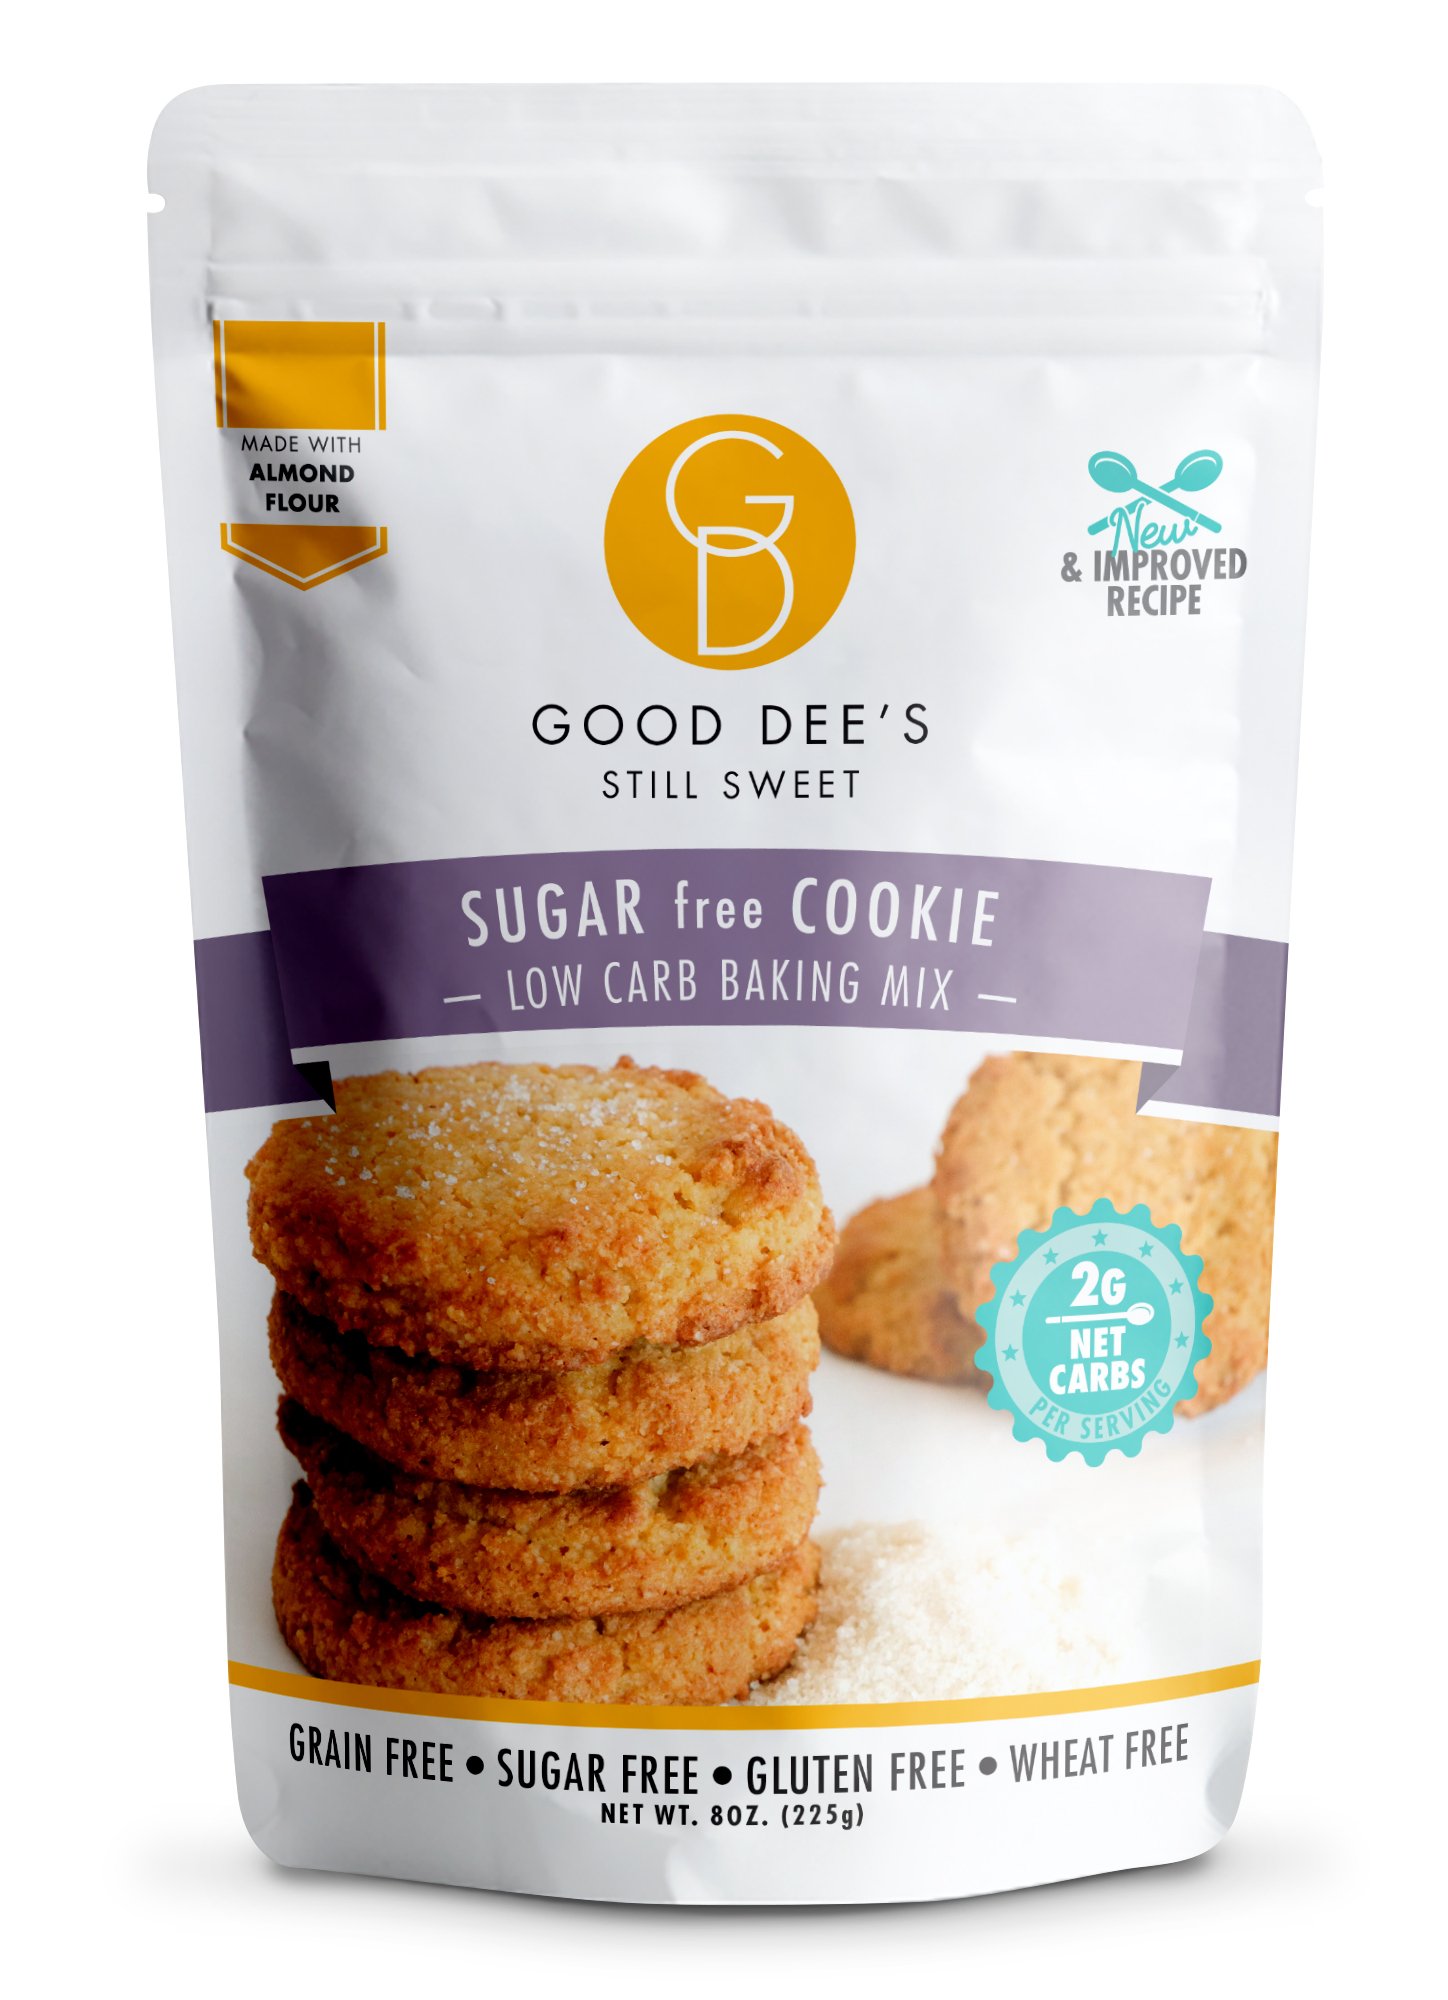 MADE WITH
ALMOND
FLOUR
GD
New
& IMPROVED
RECIPE
GOOD DEE'S
STILL SWEET
SUGAR free COOKIE
— LOW CARB BAKING MIX —
2G
NET
CARBS
PER SERVING
GRAIN FREE • SUGAR FREE • GLUTEN FREE • WHEAT FREE
NET WT. 8OZ. (225g)